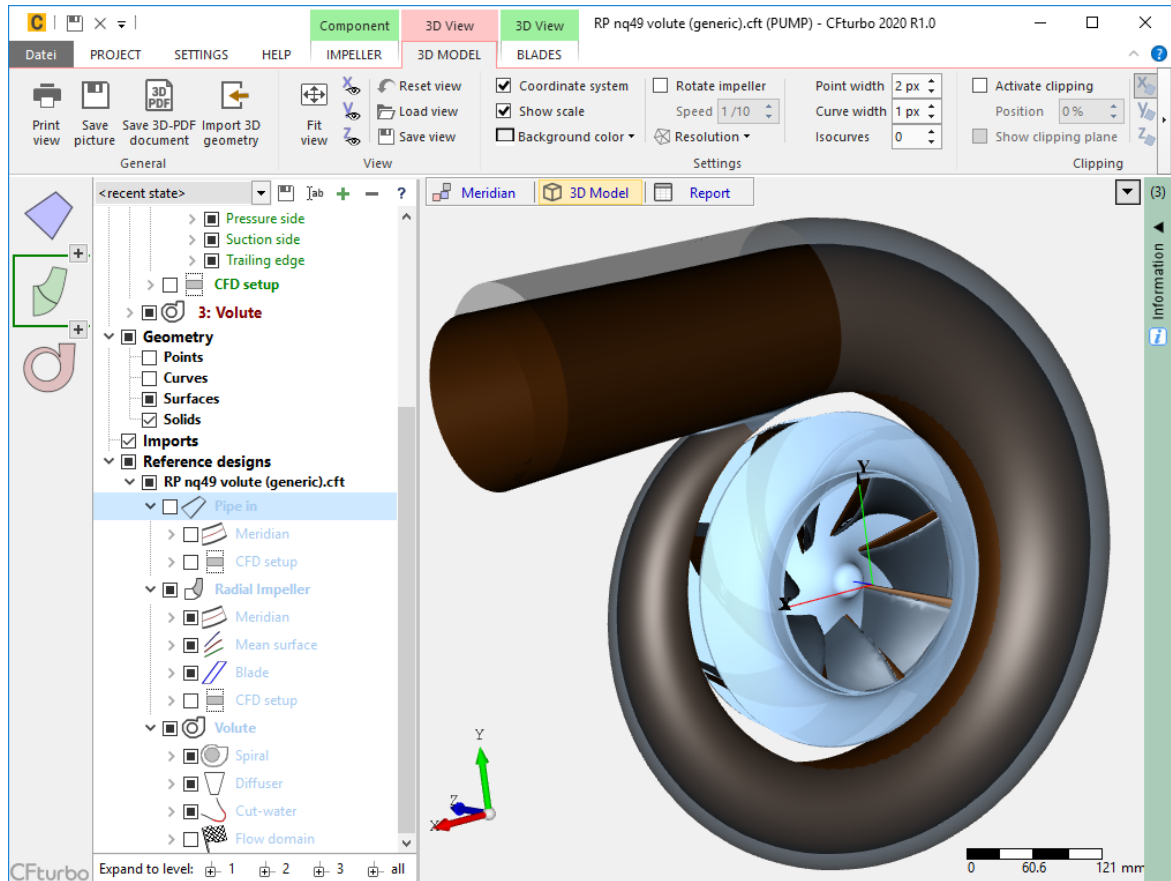 C
Component
3D View
3D View
RP nq49 volute (generic).cft (PUMP) - CFturbo 2020 R1.0
Datei
PROJECT
SETTINGS
HELP
IMPELLER
3D MODEL
BLADES
?
Print view
Save picture
3D PDF
Save 3D-PDF document
Import 3D geometry
General
Fit view
X
Y
Z
Reset view
Load view
Save view
View
Coordinate system
Show scale
Background color
Rotate impeller
Speed 1 /10
Resolution
Point width 2 px
Curve width 1 px
Isocurves 0
Settings
Activate clipping
Position 0 %
Show clipping plane
X
Y
Z
Clipping
<recent state>
ab
?
Meridian
3D Model
Report
(3)
Information
i
Pressure side
Suction side
Trailing edge
CFD setup
3: Volute
Geometry
Points
Curves
Surfaces
Solids
Imports
Reference designs
RP nq49 volute (generic).cft
Pipe in
Meridian
CFD setup
Radial Impeller
Meridian
Mean surface
Blade
CFD setup
Volute
Spiral
Diffuser
Cut-water
Flow domain
Expand to level: 1 2 3 all
CFturbo
Y
X
Y
Z
X
0 60.6 121 mm